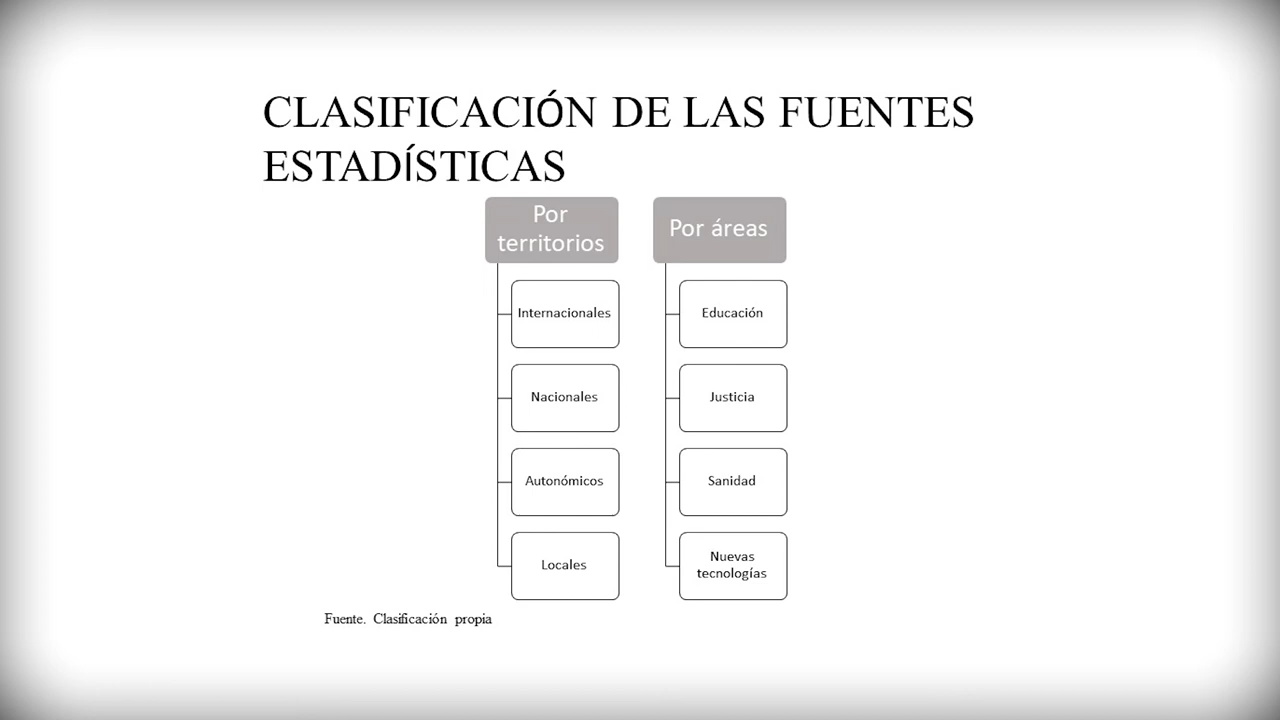 CLASIFICACIÓN DE LAS FUENTES
ESTADÍSTICAS
Por
territorios
Internacionales
Nacionales
Autonómicos
Locales
Por áreas
Educación
Justicia
Sanidad
Nuevas
tecnologías
Fuente. Clasificación propia